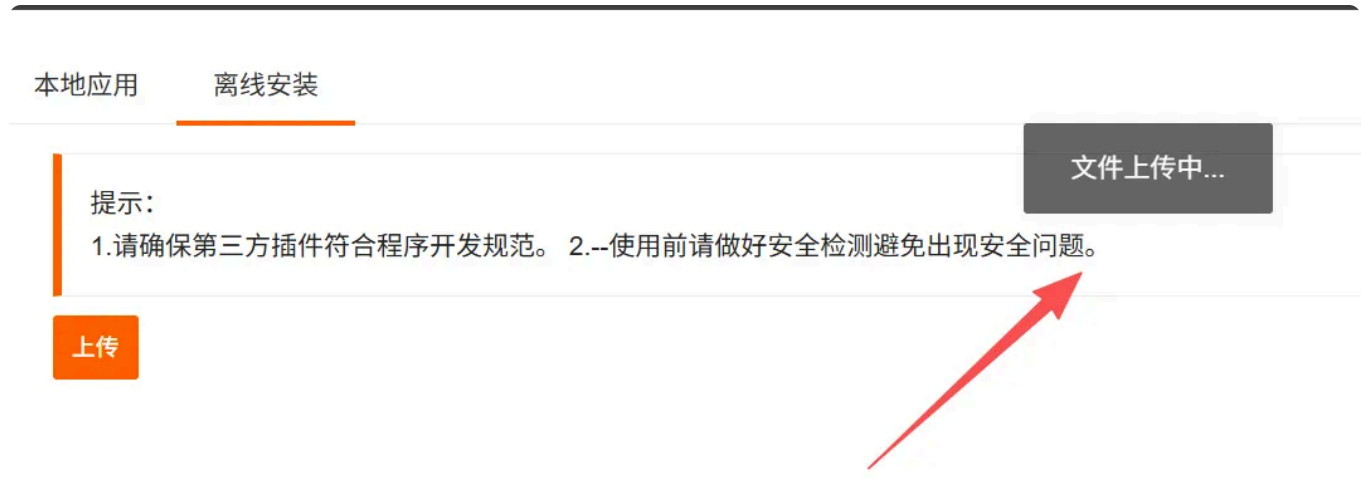 本地应用 离线安装
文件上传中...
提示：
1.请确保第三方插件符合程序开发规范。 2.--使用前请做好安全检测避免出现安全问题。
上传